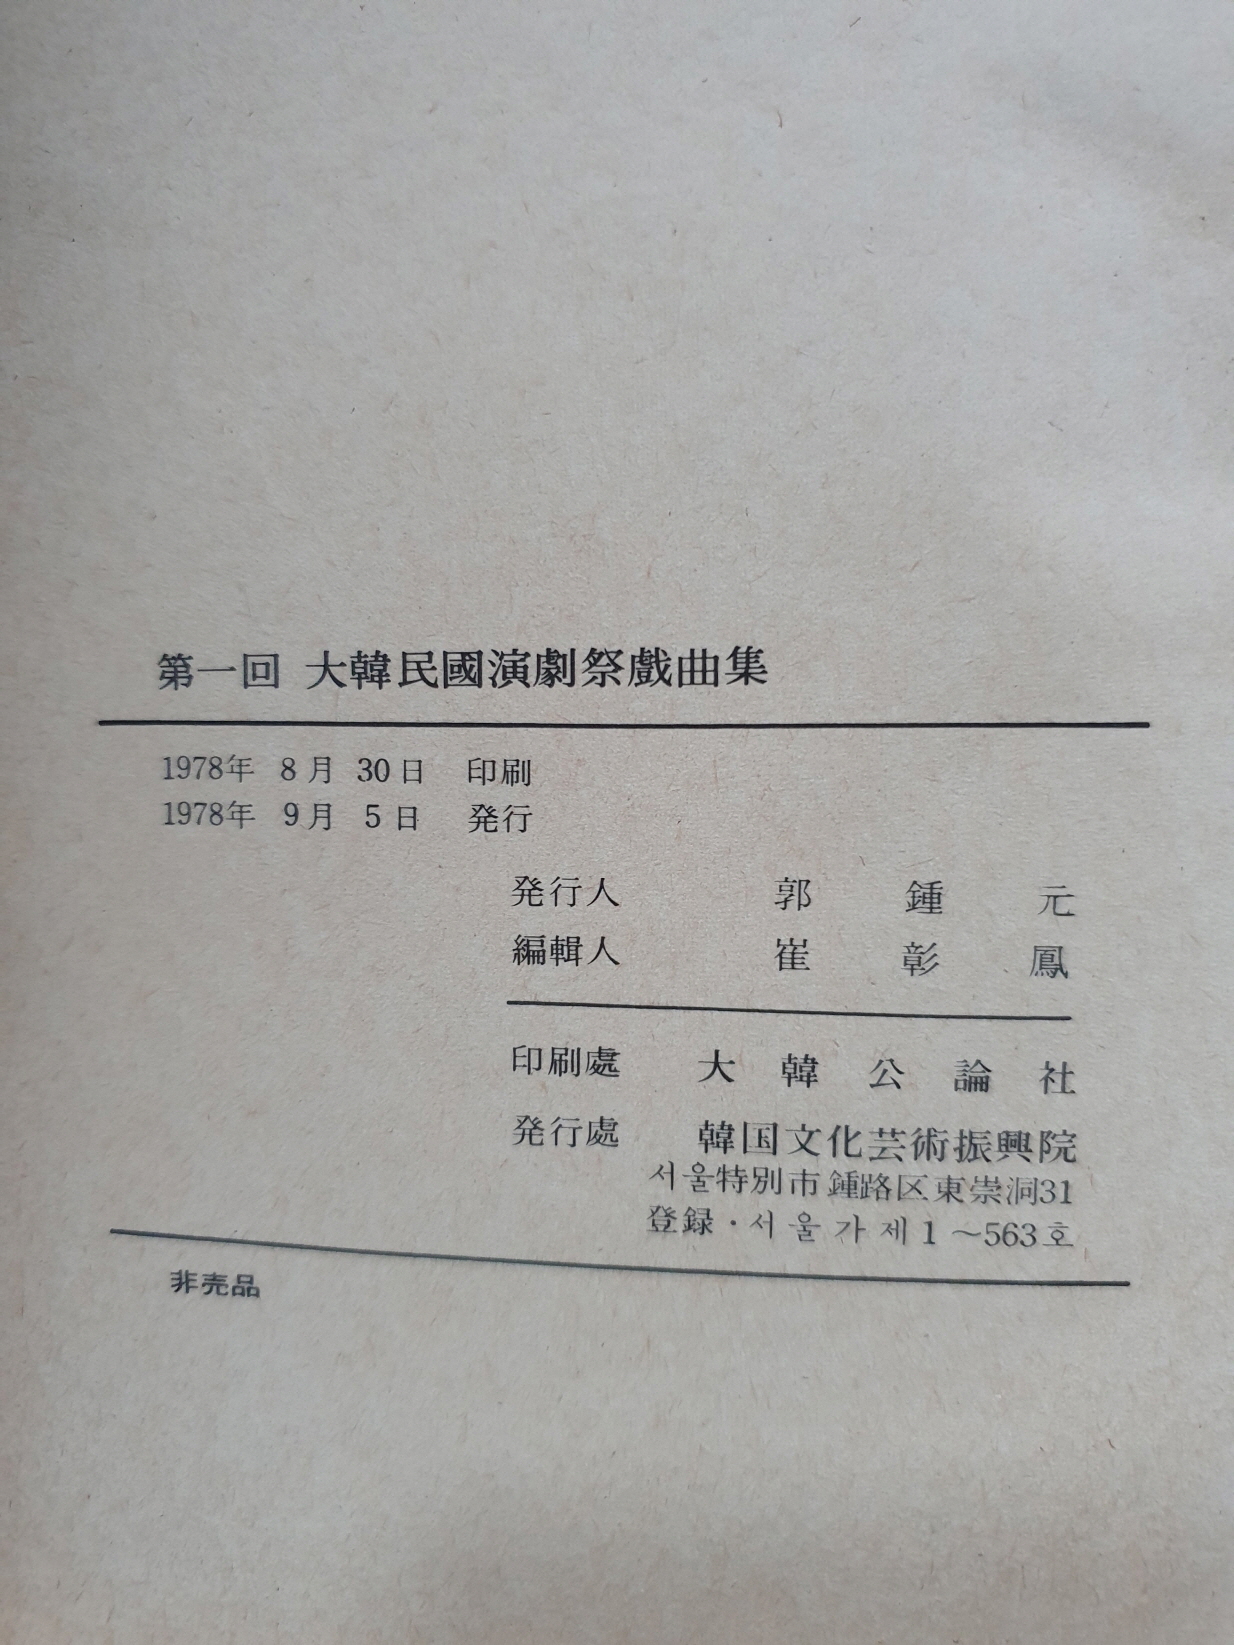 第一回 大韓民國演劇祭戲曲集
1978年 8月 30日 印刷
1978年 9月 5日 発行
発行人 郭鍾元
編輯人 崔彰鳳
印刷處 大韓公論社
発行處 韓国文化芸術振興院
서울特別市鍾路区東崇洞31
登録·서울가제1~563호
非売品